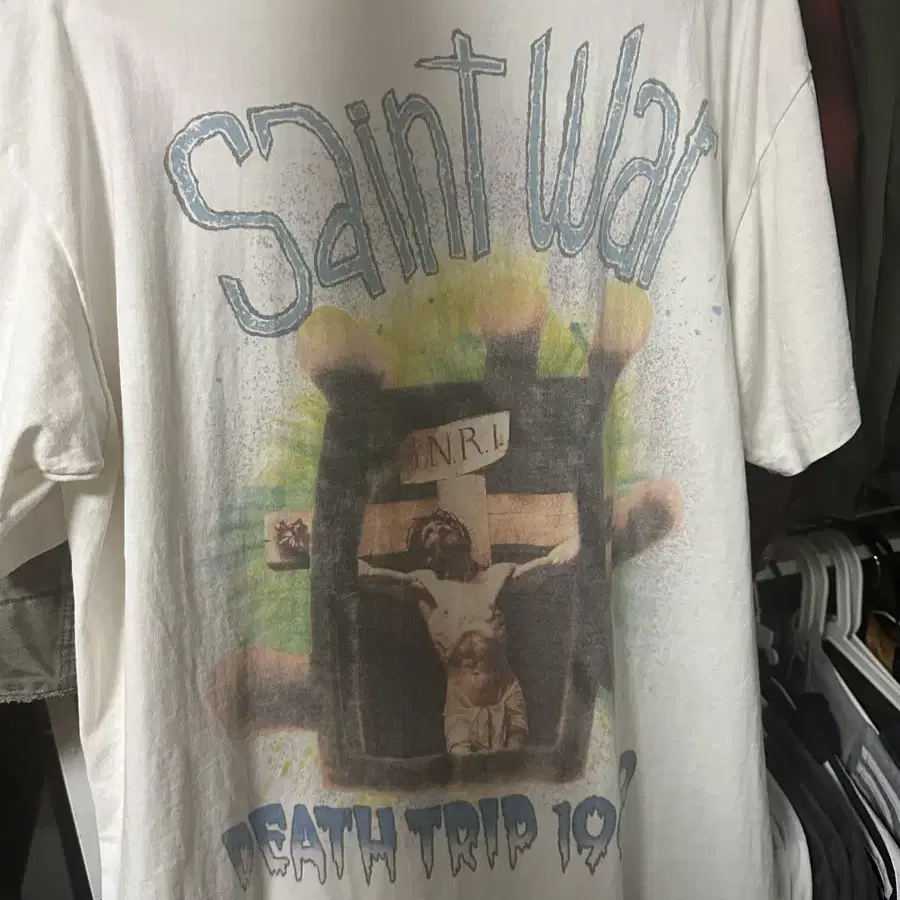 Saint War
I.N.R.I.
DEATH TRIP 19'